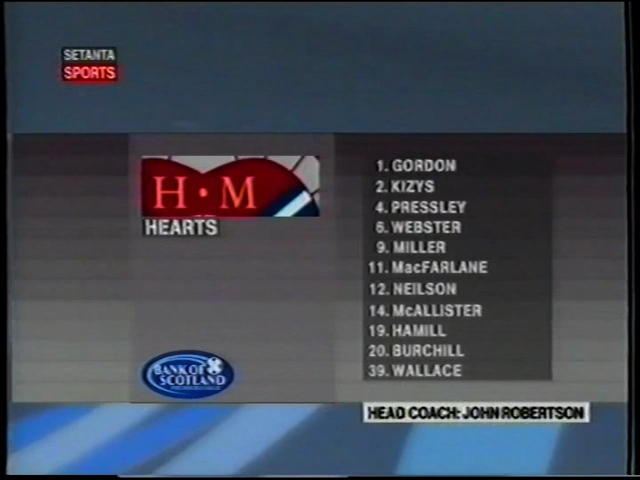 SETANTA
SPORTS
H · M
HEARTS
1. GORDON
2. KIZYS
4. PRESSLEY
6. WEBSTER
9. MILLER
11. MacFARLANE
12. NEILSON
14. McALLISTER
19. HAMILL
20. BURCHILL
39. WALLACE
BANK OF
SCOTLAND
HEAD COACH: JOHN ROBERTSON